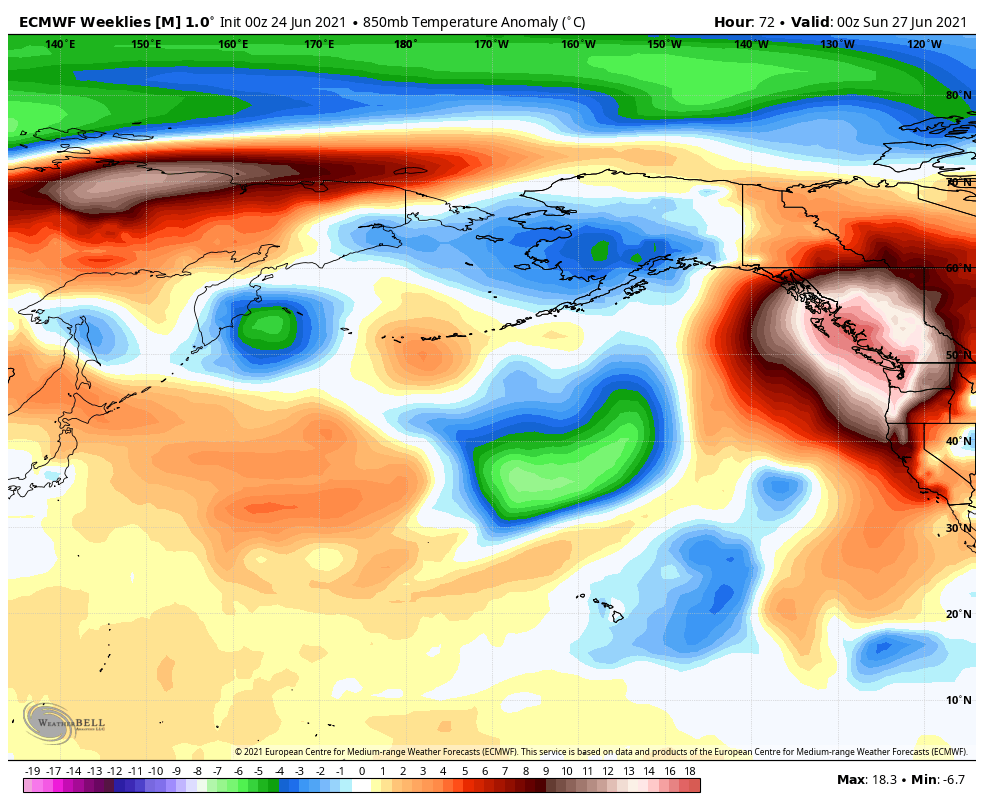 ECMWF Weeklies [M] 1.0° Init 00z 24 Jun 2021 • 850mb Temperature Anomaly (°C)
Hour: 72 • Valid: 00z Sun 27 Jun 2021
140°E 150°E 160°E 170°E 180° 170°W 160°W 150°W 140°W 130°W 120°W
80°N
70°N
60°N
50°N
40°N
30°N
20°N
10°N
WEATHERBELL
© 2021 European Centre for Medium-range Weather Forecasts (ECMWF). This service is based on data and products of the European Centre for Medium-range Weather Forecasts (ECMWF).
-19 -17 -14 -13 -12 -11 -10 -9 -8 -7 -6 -5 -4 -3 -2 -1 0 1 2 3 4 5 6 7 8 9 10 11 12 13 14 16 18
Max: 18.3 • Min: -6.7